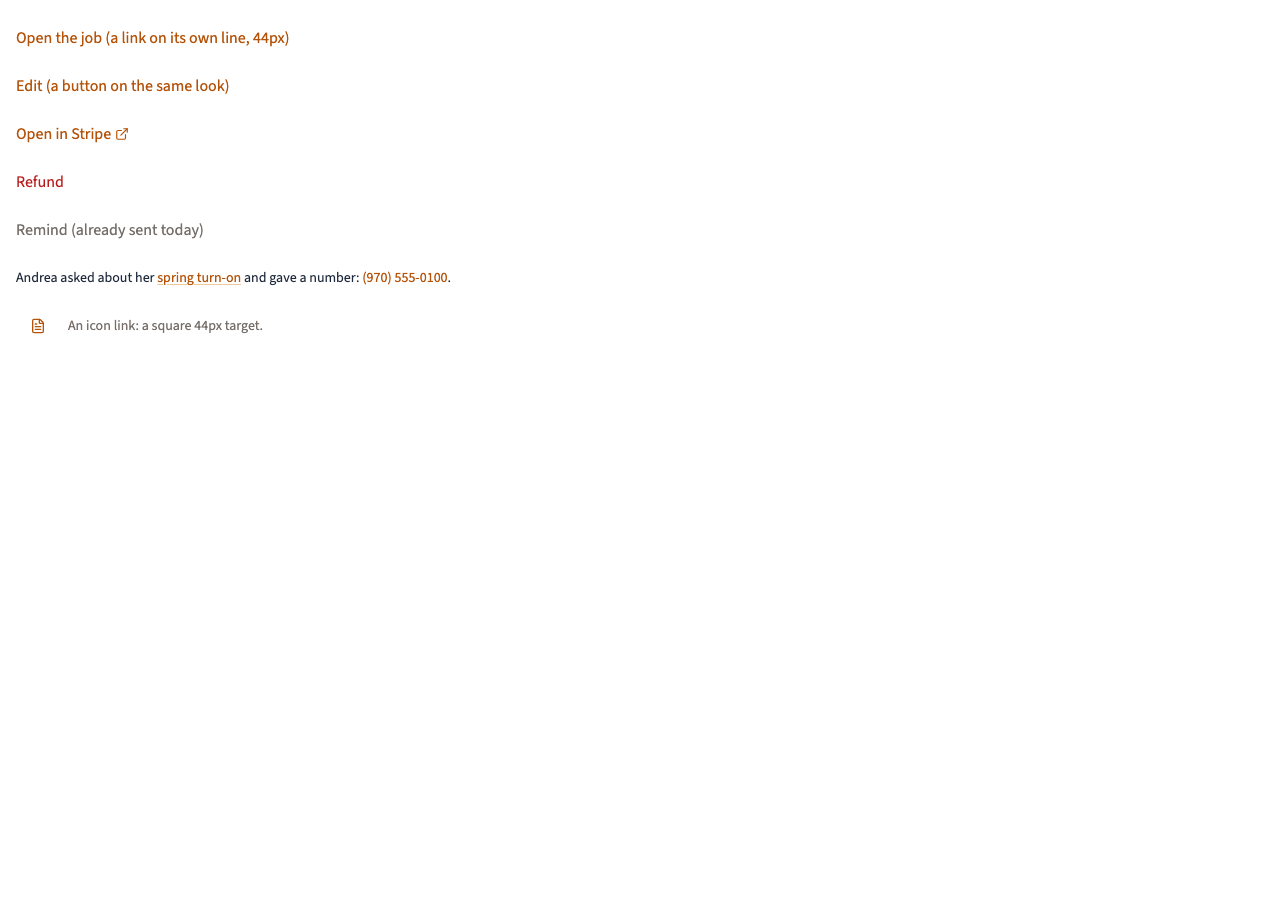 Open the job (a link on its own line, 44px)
Edit (a button on the same look)
Open in Stripe
Refund
Remind (already sent today)
Andrea asked about her spring turn-on and gave a number: (970) 555-0100.
An icon link: a square 44px target.